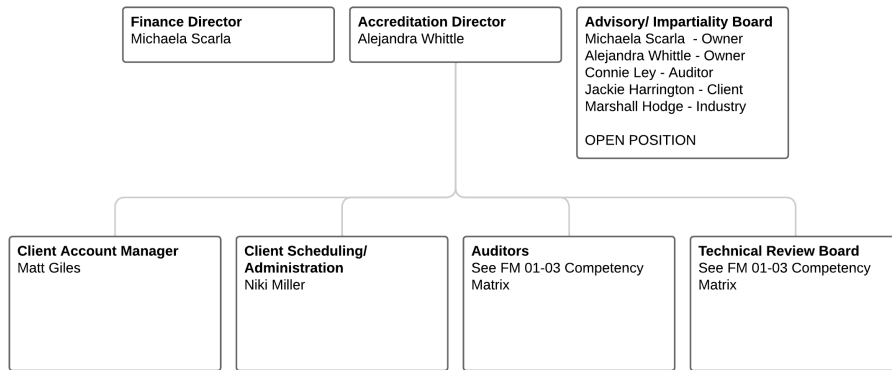 Finance Director
Michaela Scarla
Accreditation Director
Alejandra Whittle
Advisory/ Impartiality Board
Michaela Scarla  - Owner
Alejandra Whittle - Owner
Connie Ley - Auditor
Jackie Harrington - Client
Marshall Hodge - Industry
OPEN POSITION
Client Account Manager
Matt Giles
Client Scheduling/
Administration
Niki Miller
Auditors
See FM 01-03 Competency
Matrix
Technical Review Board
See FM 01-03 Competency
Matrix